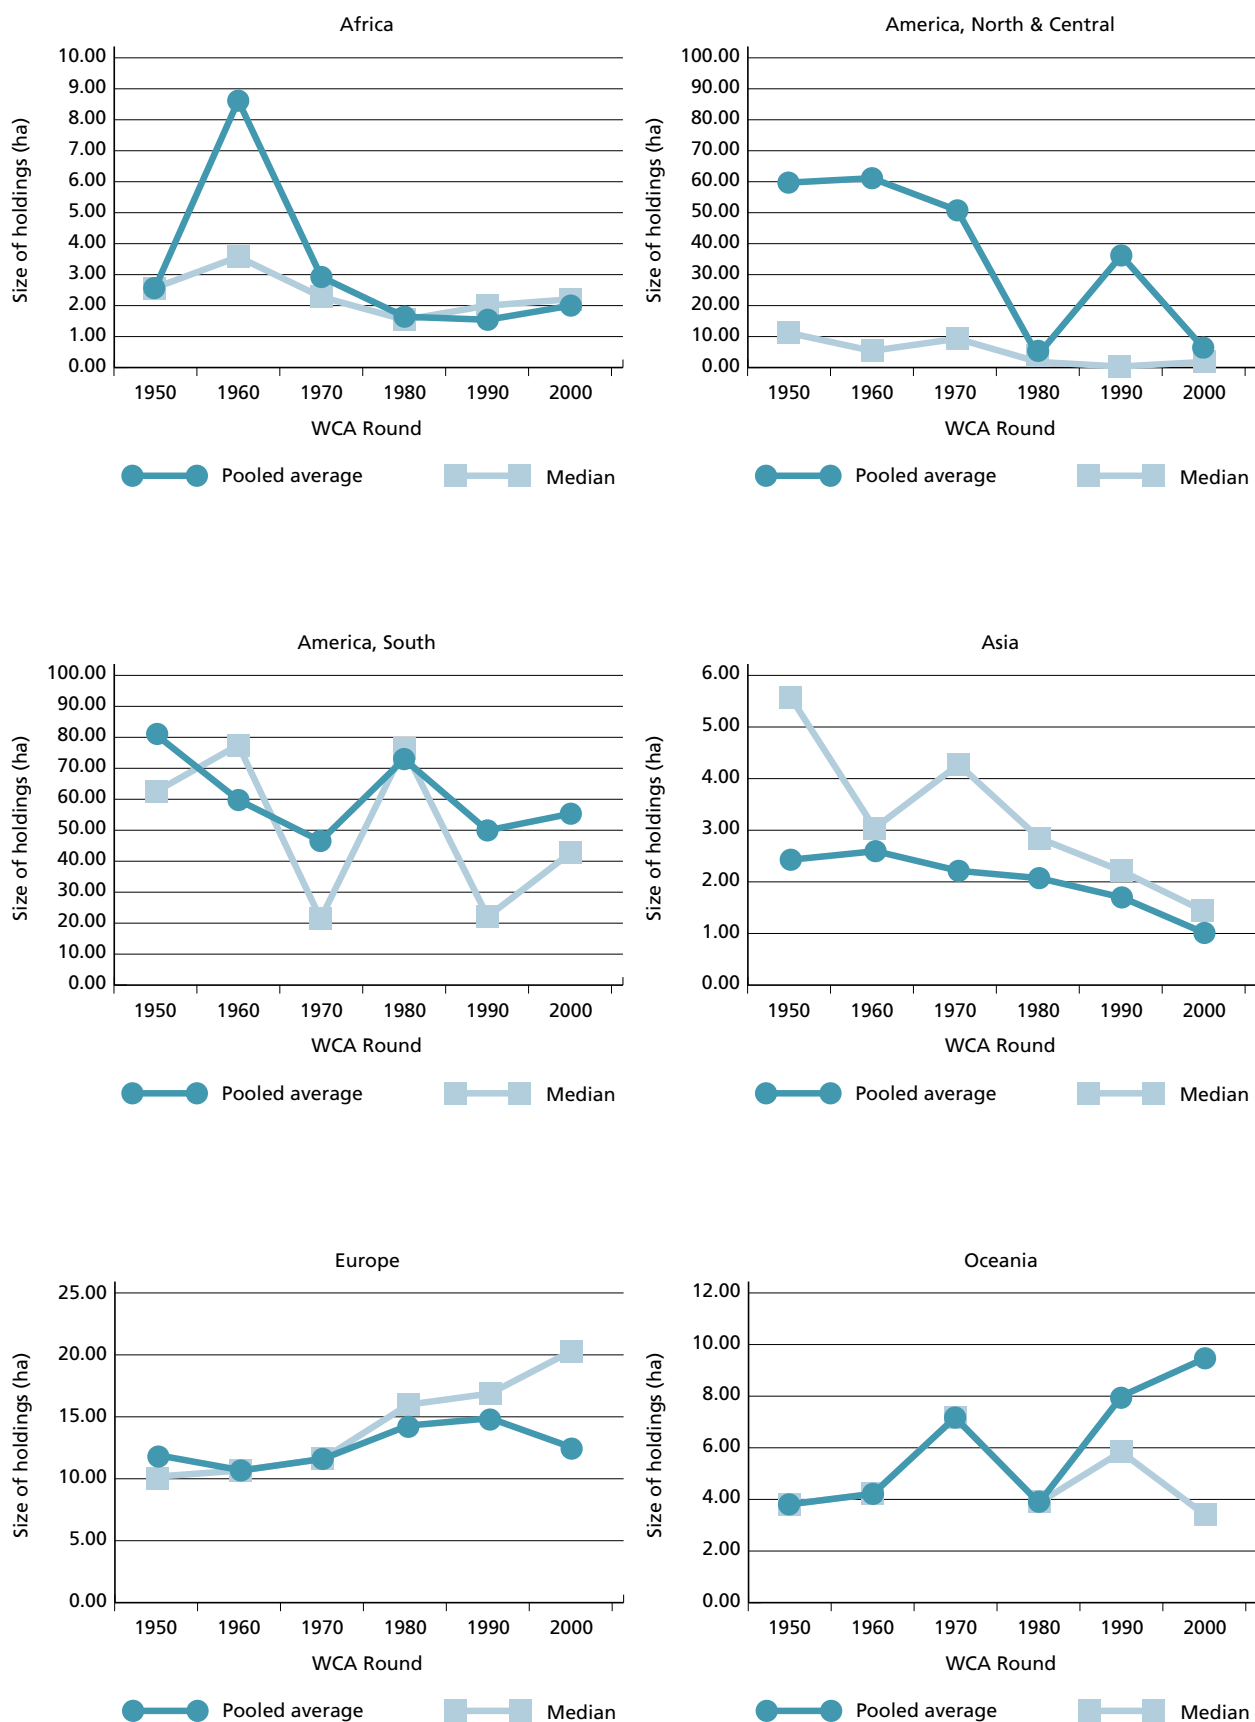 Africa
Size of holdings (ha)
10.00
9.00
8.00
7.00
6.00
5.00
4.00
3.00
2.00
1.00
0.00
1950 1960 1970 1980 1990 2000
WCA Round
Pooled average Median
America, North & Central
Size of holdings (ha)
100.00
90.00
80.00
70.00
60.00
50.00
40.00
30.00
20.00
10.00
0.00
1950 1960 1970 1980 1990 2000
WCA Round
Pooled average Median
America, South
Size of holdings (ha)
100.00
90.00
80.00
70.00
60.00
50.00
40.00
30.00
20.00
10.00
0.00
1950 1960 1970 1980 1990 2000
WCA Round
Pooled average Median
Asia
Size of holdings (ha)
6.00
5.00
4.00
3.00
2.00
1.00
0.00
1950 1960 1970 1980 1990 2000
WCA Round
Pooled average Median
Europe
Size of holdings (ha)
25.00
20.00
15.00
10.00
5.00
0.00
1950 1960 1970 1980 1990 2000
WCA Round
Pooled average Median
Oceania
Size of holdings (ha)
12.00
10.00
8.00
6.00
4.00
2.00
0.00
1950 1960 1970 1980 1990 2000
WCA Round
Pooled average Median